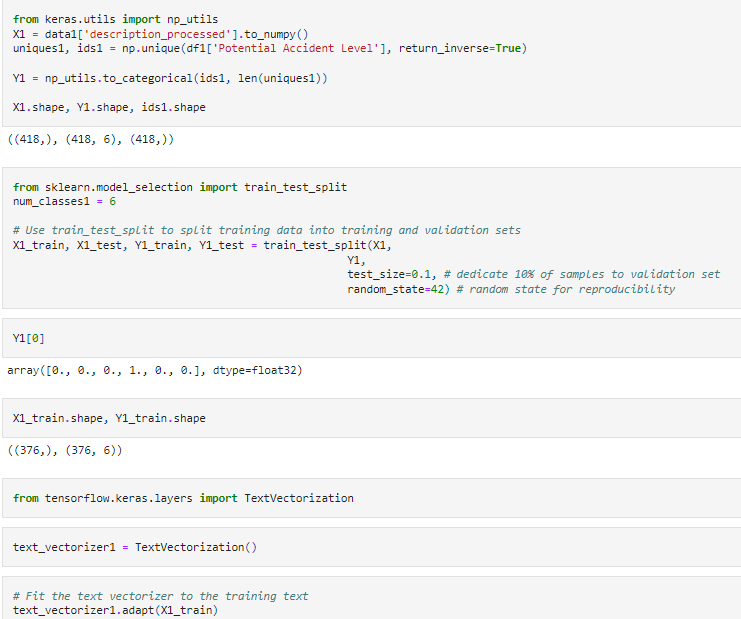 from keras.utils import np_utils
X1 = data1['description_processed'].to_numpy()
uniques1, ids1 = np.unique(df1['Potential Accident Level'], return_inverse=True)

Y1 = np_utils.to_categorical(ids1, len(uniques1))

X1.shape, Y1.shape, ids1.shape

((418,), (418, 6), (418,))

from sklearn.model_selection import train_test_split
num_classes1 = 6

# Use train_test_split to split training data into training and validation sets
X1_train, X1_test, Y1_train, Y1_test = train_test_split(X1,
                                                  Y1,
                                                  test_size=0.1, # dedicate 10% of samples to validation set
                                                  random_state=42) # random state for reproducibility

Y1[0]

array([0., 0., 0., 1., 0., 0.], dtype=float32)

X1_train.shape, Y1_train.shape

((376,), (376, 6))

from tensorflow.keras.layers import TextVectorization

text_vectorizer1 = TextVectorization()

# Fit the text vectorizer to the training text
text_vectorizer1.adapt(X1_train)